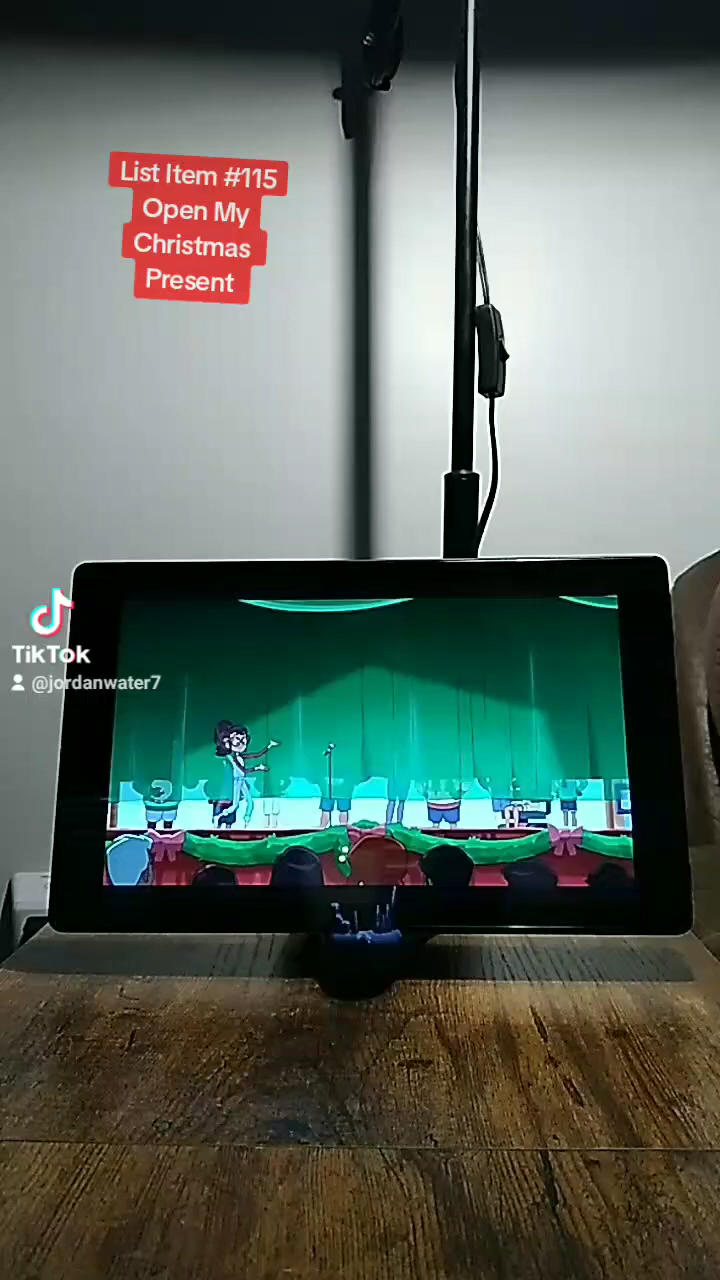 List Item #115
Open My
Christmas
Present
TikTok
@jordanwater7